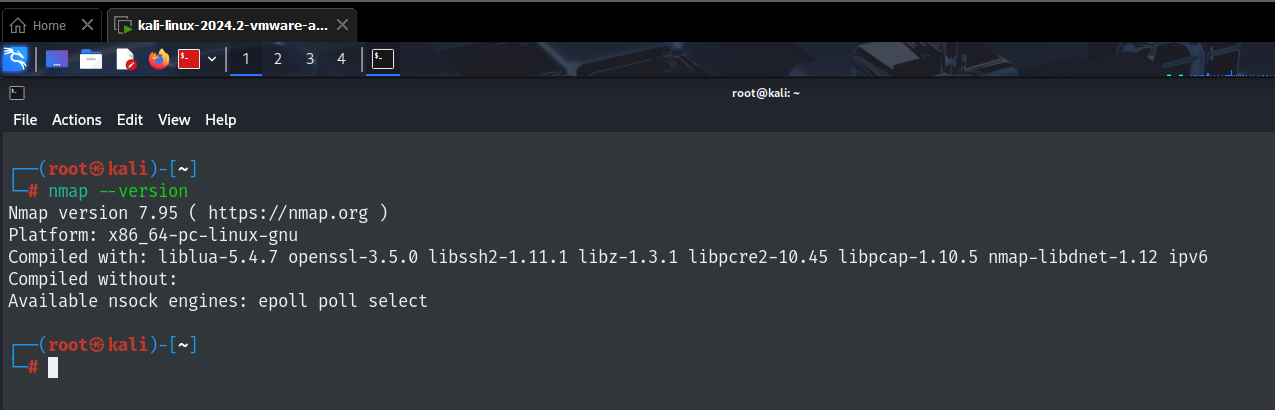 Home
kali-linux-2024.2-vmware-a...
1 2 3 4
root@kali: ~
File Actions Edit View Help
┌──(root㉿kali)-[~]
└─# nmap --version
Nmap version 7.95 ( https://nmap.org )
Platform: x86_64-pc-linux-gnu
Compiled with: liblua-5.4.7 openssl-3.5.0 libssh2-1.11.1 libz-1.3.1 libpcre2-10.45 libpcap-1.10.5 nmap-libdnet-1.12 ipv6
Compiled without:
Available nsock engines: epoll poll select
┌──(root㉿kali)-[~]
└─#